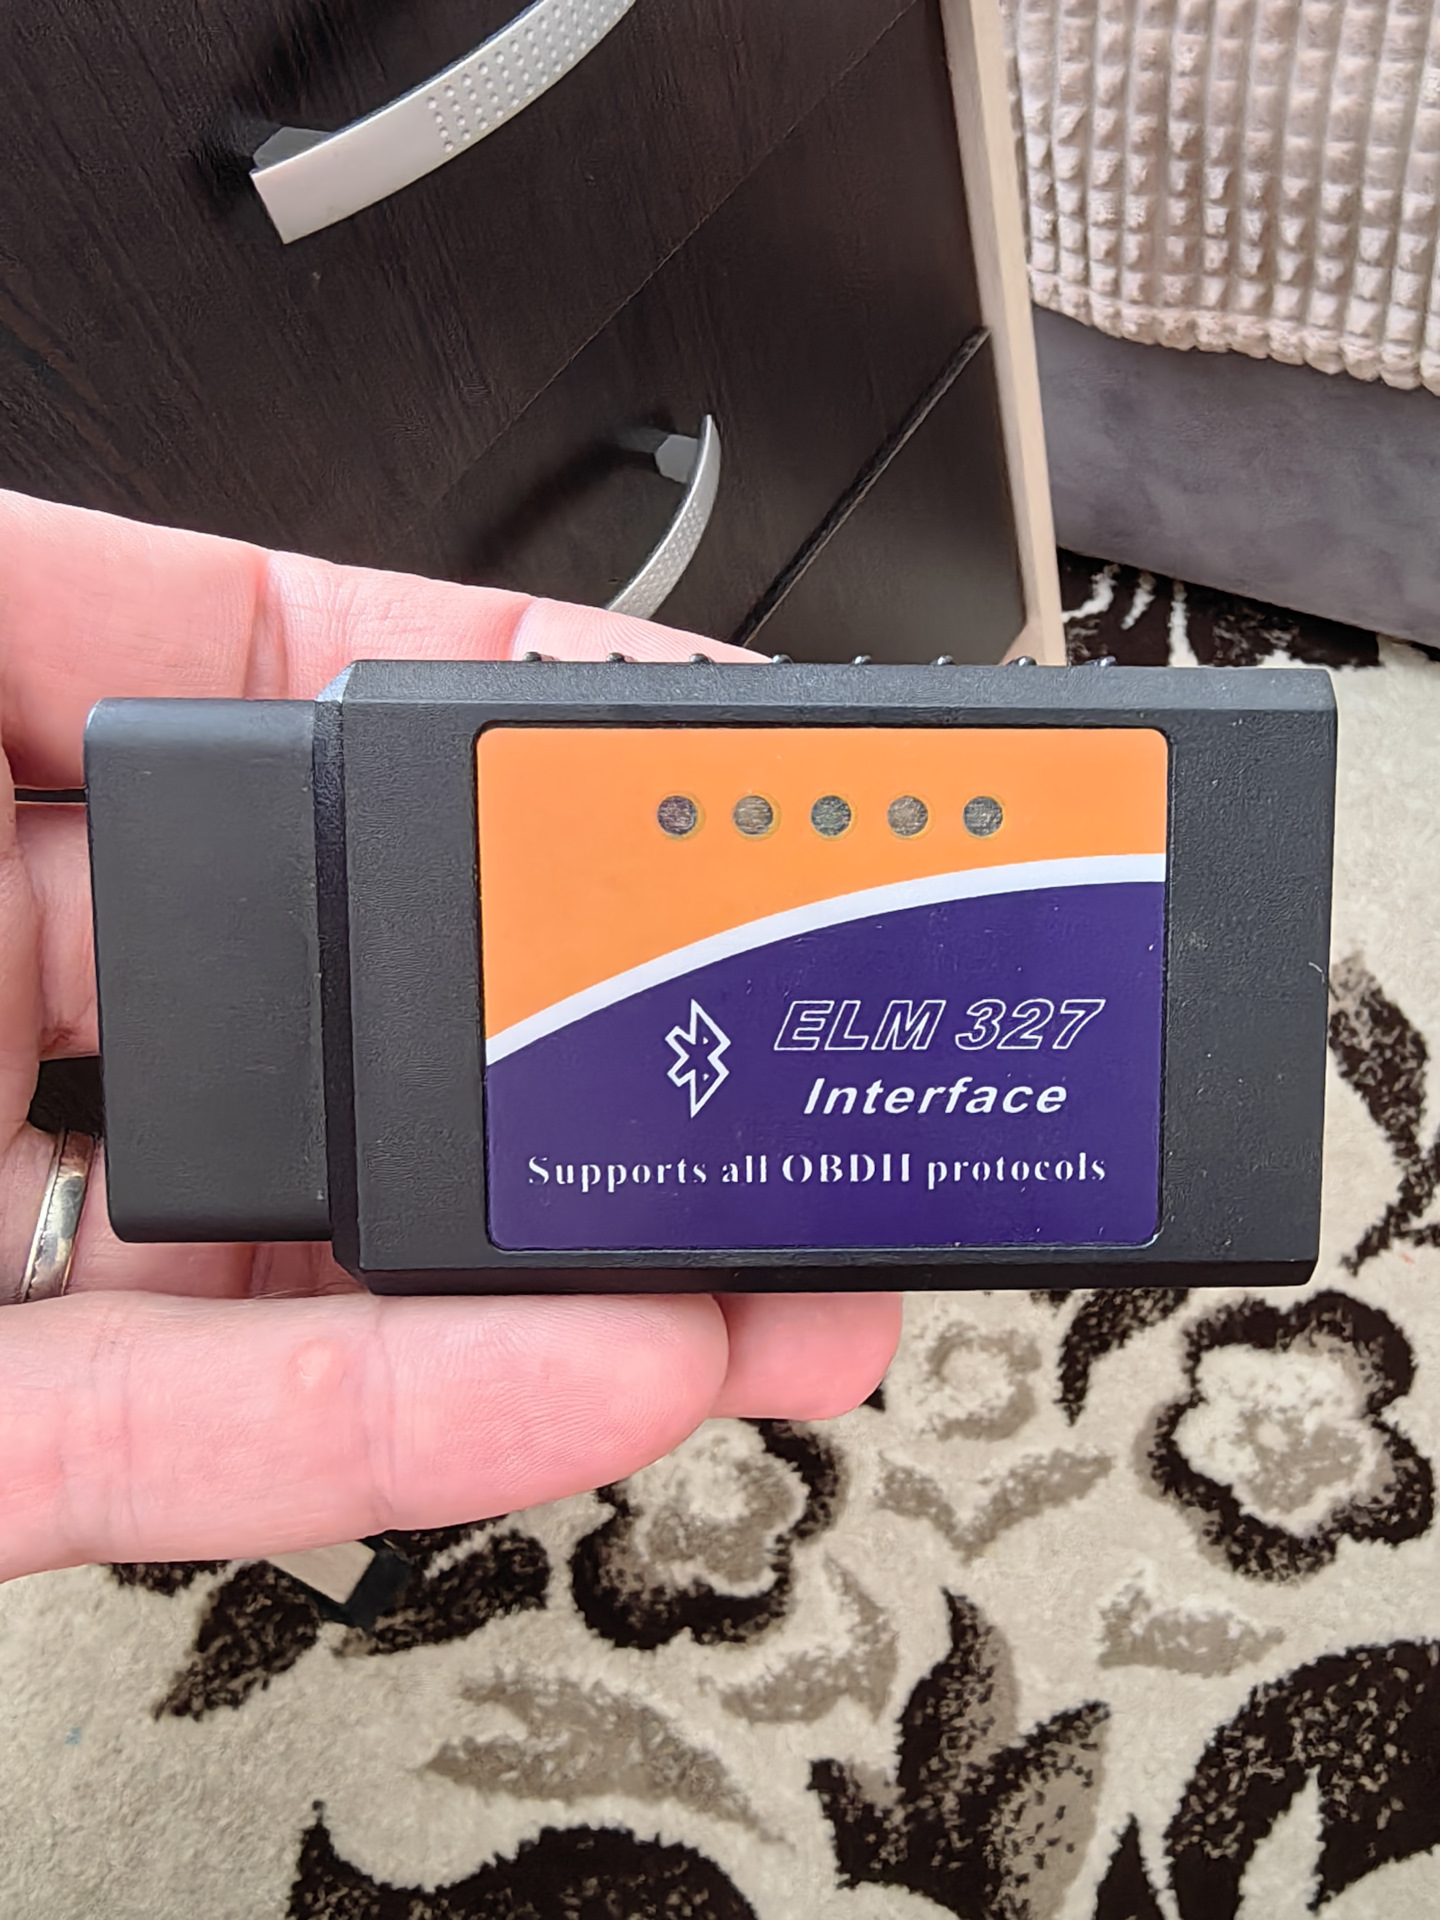 ELM 327
Interface
Supports all OBDII protocols